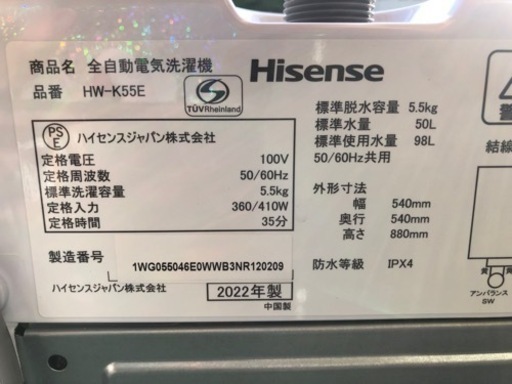 商品名 全自動電気洗濯機
品番 HW-K55E
TÜVRheinland
Hisense
PS
E
ハイセンスジャパン株式会社
定格電圧 100V
定格周波数 50/60Hz
標準洗濯容量 5.5kg
定格入力 360/410W
定格時間 35分
製造番号
1WG055046E0WWB3NR120209
ハイセンスジャパン株式会社
2022年製
中国製
標準脱水容量 5.5kg
標準水量 50L
標準使用水量 98L
50/60Hz共用
外形寸法
幅 540mm
奥行 540mm
高さ 880mm
防水等級 IPX4
結線
黄 黄
アンバランス
SW